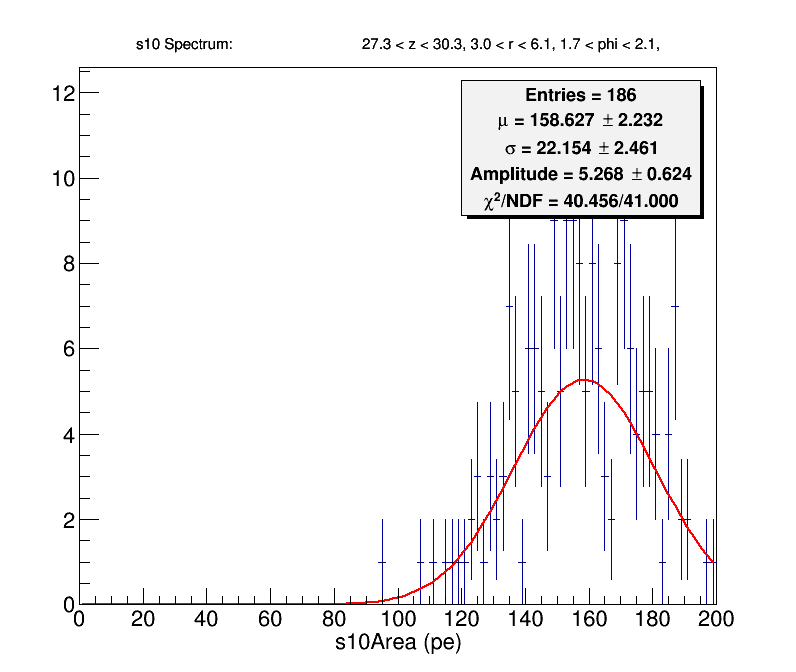 s10 Spectrum: 27.3 < z < 30.3, 3.0 < r < 6.1, 1.7 < phi < 2.1,
Entries = 186
μ = 158.627 ± 2.232
σ = 22.154 ± 2.461
Amplitude = 5.268 ± 0.624
χ²/NDF = 40.456/41.000
12
10
8
6
4
2
0
0 20 40 60 80 100 120 140 160 180 200
s10Area (pe)